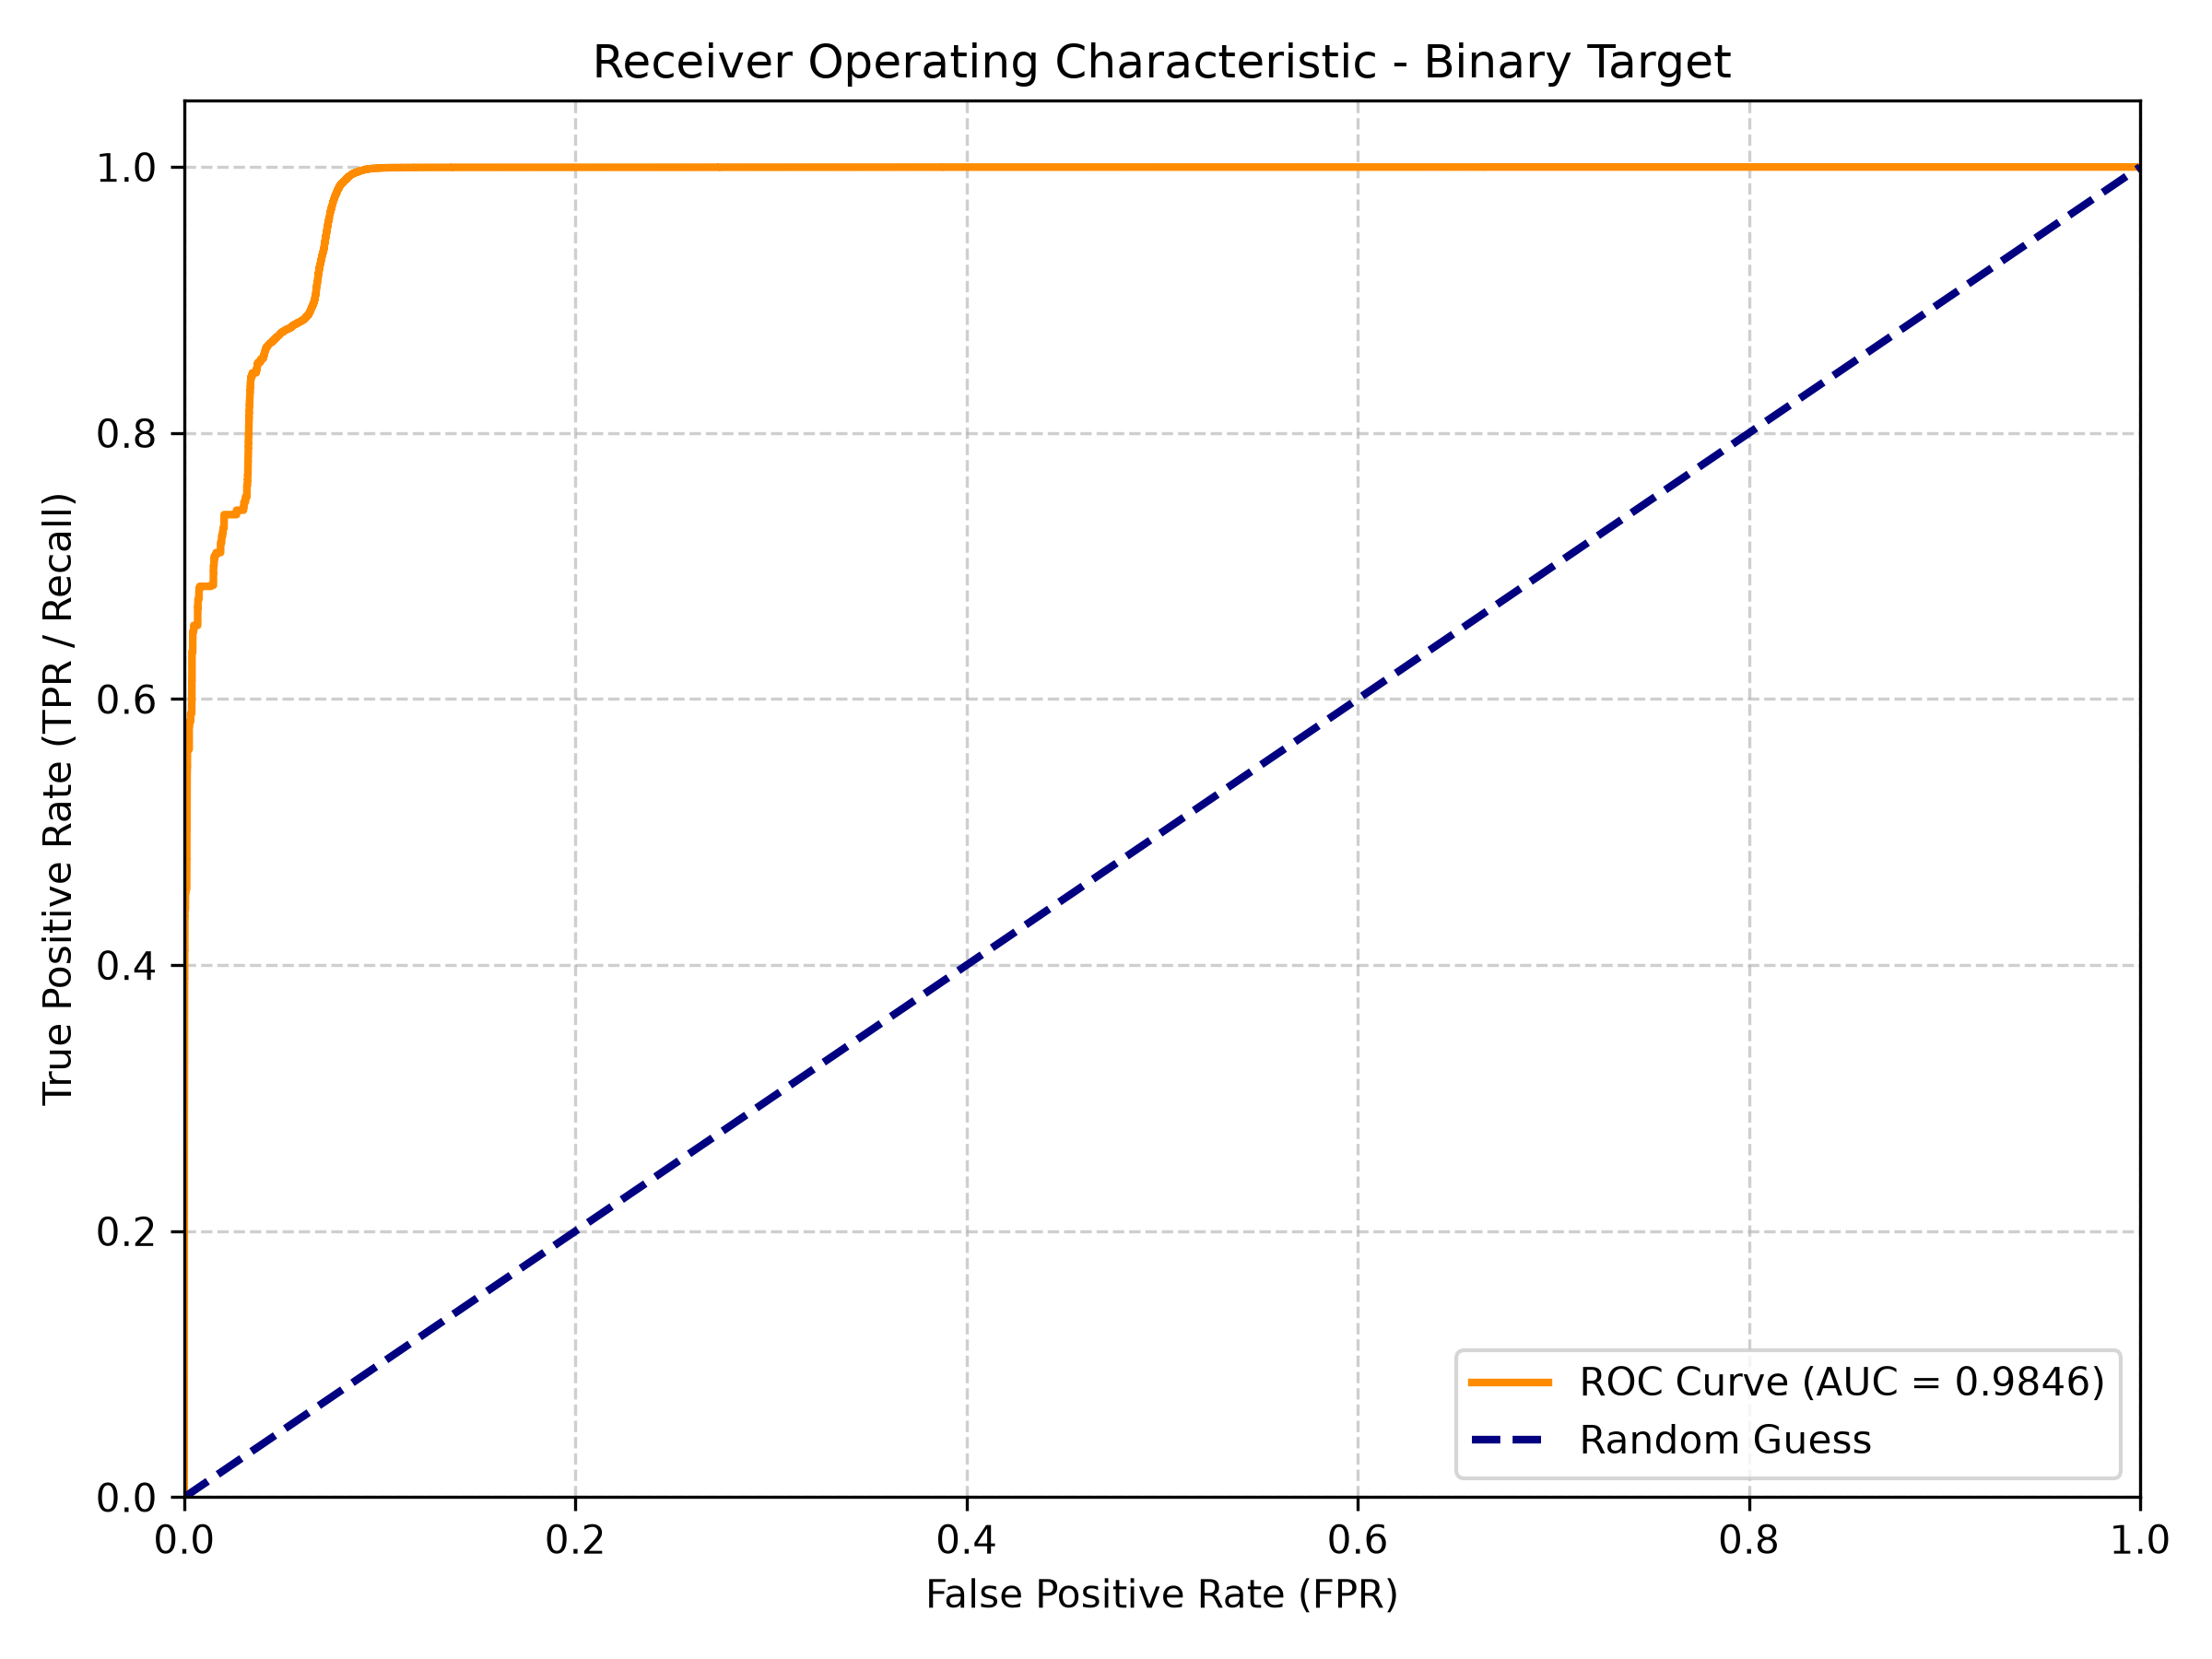 Receiver Operating Characteristic - Binary Target
True Positive Rate (TPR / Recall)
1.0
0.8
0.6
0.4
0.2
0.0
0.0 0.2 0.4 0.6 0.8 1.0
False Positive Rate (FPR)
ROC Curve (AUC = 0.9846)
Random Guess